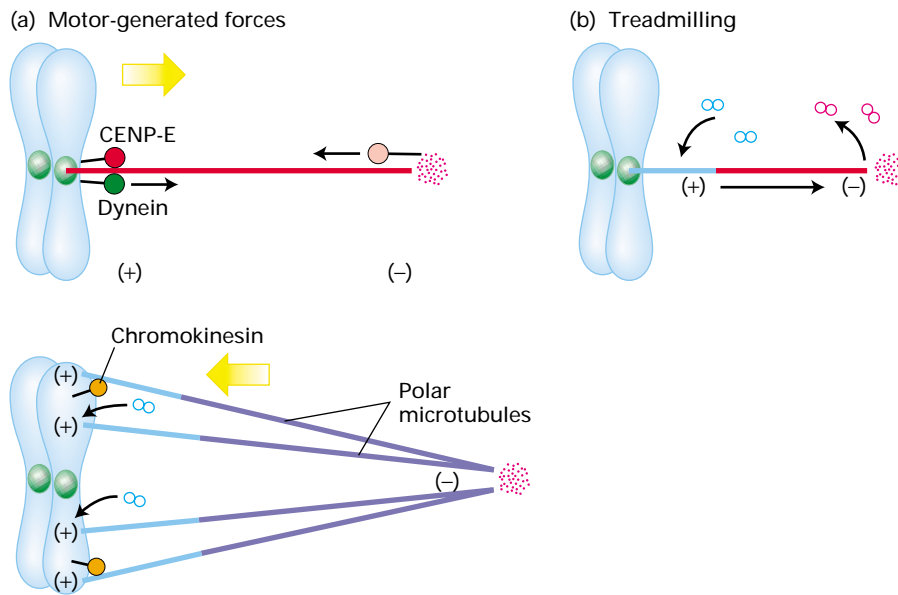 (a) Motor-generated forces
CENP-E
Dynein
(+)
(–)
(b) Treadmilling
(+)
(–)
Chromokinesin
(+)
(+)
Polar
microtubules
(–)
(+)
(+)